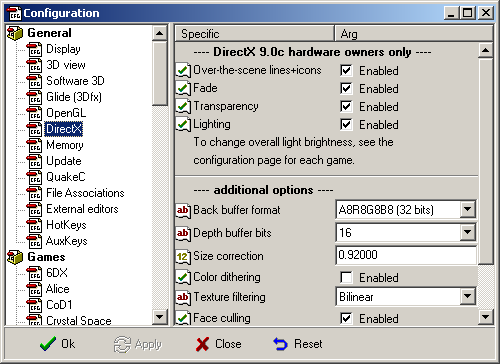 Configuration
General
Display
3D view
Software 3D
Glide (3Dfx)
OpenGL
DirectX
Memory
Update
QuakeC
File Associations
External editors
HotKeys
AuxKeys
Games
6DX
Alice
CoD1
Crystal Space
Specific Arg
---- DirectX 9.0c hardware owners only ----
Over-the-scene lines+icons Enabled
Fade Enabled
Transparency Enabled
Lighting Enabled
To change overall light brightness, see the
configuration page for each game.
---- additional options ----
Back buffer format A8R8G8B8 (32 bits)
Depth buffer bits 16
Size correction 0.92000
Color dithering Enabled
Texture filtering Bilinear
Face culling Enabled
Ok Apply Close Reset